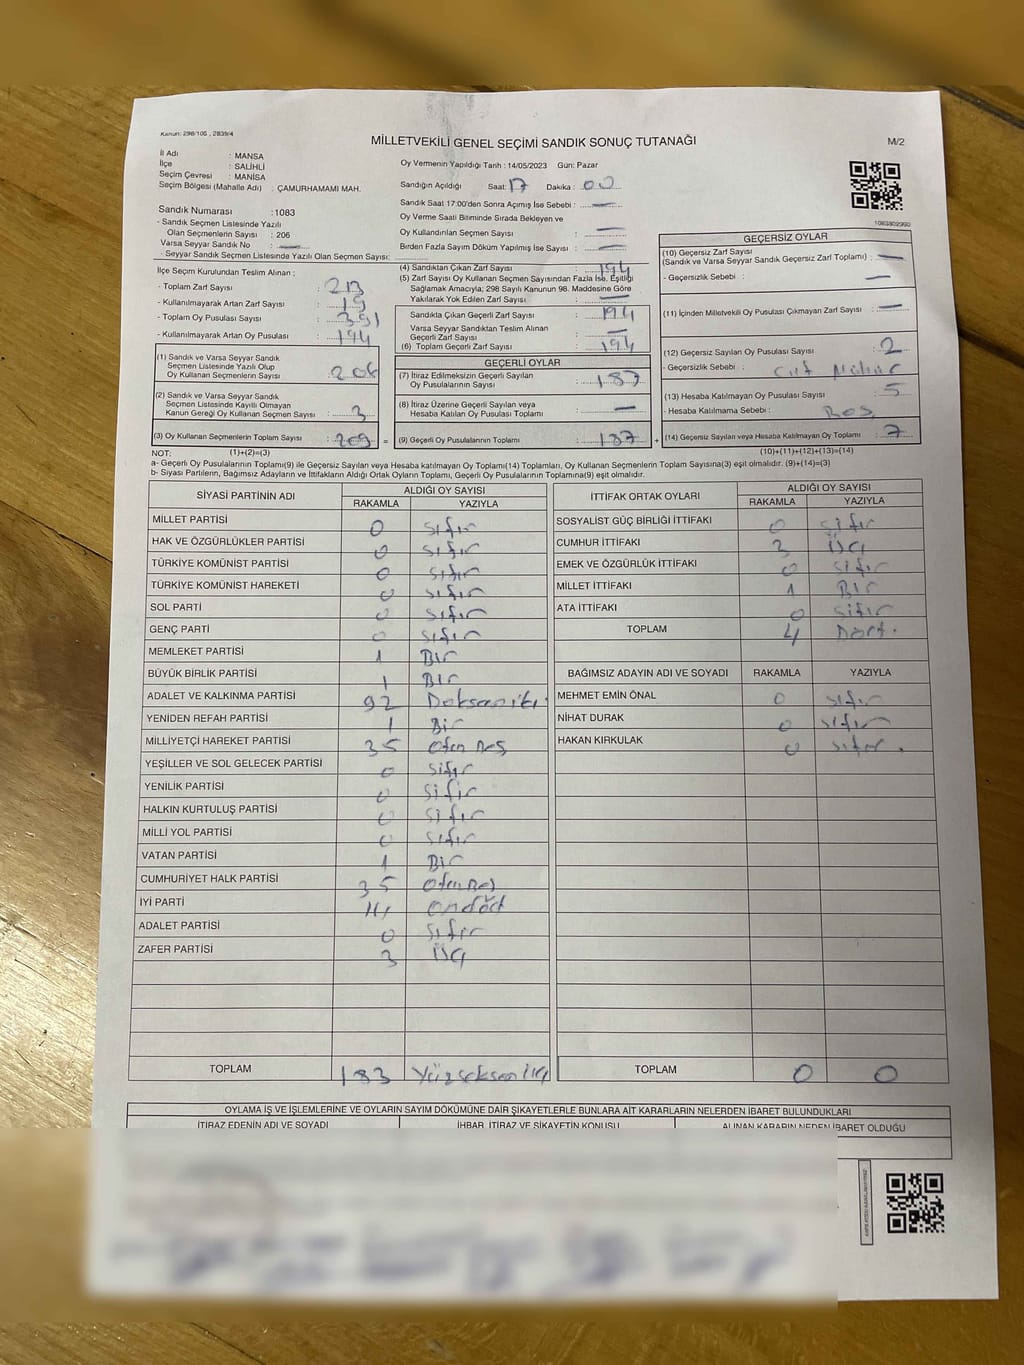 Kanun: 298/105 , 2839/4
MİLLETVEKİLİ GENEL SEÇİMİ SANDIK SONUÇ TUTANAĞI
M/2
İl Adı : MANİSA
İlçe : SALİHLİ
Seçim Çevresi : MANİSA
Seçim Bölgesi (Mahalle Adı) : ÇAMURHAMAMI MAH.
Oy Vermenin Yapıldığı Tarih : 14/05/2023 Gün: Pazar
Sandığın Açıldığı Saat: 17 Dakika : 00
Sandık Saat 17:00'den Sonra Açımış İse Sebebi : —
Oy Verme Saati Bitiminde Sırada Bekleyen ve
Oy Kullandırılan Seçmen Sayısı : —
Birden Fazla Sayım Döküm Yapılmış İse Sayısı : —
Sandık Numarası : 1083
- Sandık Seçmen Listesinde Yazılı
Olan Seçmenlerin Sayısı : 206
Varsa Seyyar Sandık No : —
- Seyyar Sandık Seçmen Listesinde Yazılı Olan Seçmen Sayısı:
İlçe Seçim Kurulundan Teslim Alınan ;
- Toplam Zarf Sayısı : 213
- Kullanılmayarak Artan Zarf Sayısı : 19
- Toplam Oy Pusulası Sayısı : 391
- Kullanılmayarak Artan Oy Pusulası : 194
(1) Sandık ve Varsa Seyyar Sandık
Seçmen Listesinde Yazılı Olup
Oy Kullanan Seçmenlerin Sayısı : 206
(2) Sandık ve Varsa Seyyar Sandık
Seçmen Listesinde Kayıtlı Olmayan
Kanun Gereği Oy Kullanan Seçmen Sayısı : 3
(3) Oy Kullanan Seçmenlerin Toplam Sayısı : 209 =
(4) Sandıktan Çıkan Zarf Sayısı : 194
(5) Zarf Sayısı Oy Kullanan Seçmen Sayısından Fazla İse, Eşitliği
Sağlamak Amacıyla; 298 Sayılı Kanunun 98. Maddesine Göre
Yakılarak Yok Edilen Zarf Sayısı : —
Sandıkla Çıkan Geçerli Zarf Sayısı : 194
Varsa Seyyar Sandıktan Teslim Alınan
Geçerli Zarf Sayısı : —
(6) Toplam Geçerli Zarf Sayısı : 194
GEÇERLİ OYLAR
(7) İtiraz Edilmeksizin Geçerli Sayılan
Oy Pusulalarının Sayısı : 187
(8) İtiraz Üzerine Geçerli Sayılan veya
Hesaba Katılan Oy Pusulası Toplamı : —
(9) Geçerli Oy Pusulalarının Toplamı : 187 +
1083802992
GEÇERSİZ OYLAR
(10) Geçersiz Zarf Sayısı
(Sandık ve Varsa Seyyar Sandık Geçersiz Zarf Toplamı) : —
- Geçersizlik Sebebi : —
(11) İçinden Milletvekili Oy Pusulası Çıkmayan Zarf Sayısı : —
(12) Geçersiz Sayılan Oy Pusulası Sayısı : 2
- Geçersizlik Sebebi : Çift Mühür
(13) Hesaba Katılmayan Oy Pusulası Sayısı : 5
- Hesaba Katılmama Sebebi : Boş
(14) Geçersiz Sayılan veya Hesaba Katılmayan Oy Toplamı : 7
NOT: (1)+(2)=(3) (10)+(11)+(12)+(13)=(14)
a- Geçerli Oy Pusulalarının Toplamı(9) ile Geçersiz Sayılan veya Hesaba katılmayan Oy Toplamı(14) Toplamları, Oy Kullanan Seçmenlerin Toplam Sayısına(3) eşit olmalıdır. (9)+(14)=(3)
b- Siyasi Partilerin, Bağımsız Adayların ve İttifakların Aldığı Ortak Oyların Toplamı, Geçerli Oy Pusulalarının Toplamına(9) eşit olmalıdır.
SİYASİ PARTİNİN ADI ALDIĞI OY SAYISI
RAKAMLA YAZIYLA
MİLLET PARTİSİ 0 sıfır
HAK VE ÖZGÜRLÜKLER PARTİSİ 0 sıfır
TÜRKİYE KOMÜNİST PARTİSİ 0 sıfır
TÜRKİYE KOMÜNİST HAREKETİ 0 sıfır
SOL PARTİ 0 sıfır
GENÇ PARTİ 0 sıfır
MEMLEKET PARTİSİ 1 Bir
BÜYÜK BİRLİK PARTİSİ 1 Bir
ADALET VE KALKINMA PARTİSİ 92 Doksaniki
YENİDEN REFAH PARTİSİ 1 Bir
MİLLİYETÇİ HAREKET PARTİSİ 35 Otuz Beş
YEŞİLLER VE SOL GELECEK PARTİSİ 0 sıfır
YENİLİK PARTİSİ 0 sıfır
HALKIN KURTULUŞ PARTİSİ 0 sıfır
MİLLİ YOL PARTİSİ 0 sıfır
VATAN PARTİSİ 1 Bir
CUMHURİYET HALK PARTİSİ 35 Otuz Beş
İYİ PARTİ 14 ondört
ADALET PARTİSİ 0 sıfır
ZAFER PARTİSİ 3 üç
TOPLAM 183 Yüzseksenüç
İTTİFAK ORTAK OYLARI ALDIĞI OY SAYISI
RAKAMLA YAZIYLA
SOSYALİST GÜÇ BİRLİĞİ İTTİFAKI 0 sıfır
CUMHUR İTTİFAKI 3 üç
EMEK VE ÖZGÜRLÜK İTTİFAKI 0 sıfır
MİLLET İTTİFAKI 1 Bir
ATA İTTİFAKI 0 sıfır
TOPLAM 4 Dört.
BAĞIMSIZ ADAYIN ADI VE SOYADI RAKAMLA YAZIYLA
MEHMET EMİN ÖNAL 0 sıfır
NİHAT DURAK 0 sıfır
HAKAN KIRKULAK 0 sıfır.
TOPLAM 0 0
OYLAMA İŞ VE İŞLEMLERİNE VE OYLARIN SAYIM DÖKÜMÜNE DAİR ŞİKAYETLERLE BUNLARA AİT KARARLARIN NELERDEN İBARET BULUNDUKLARI
İTİRAZ EDENİN ADI VE SOYADI İHBAR, İTİRAZ VE ŞİKAYETİN KONUSU ALINAN KARARIN NEDEN İBARET OLDUĞU